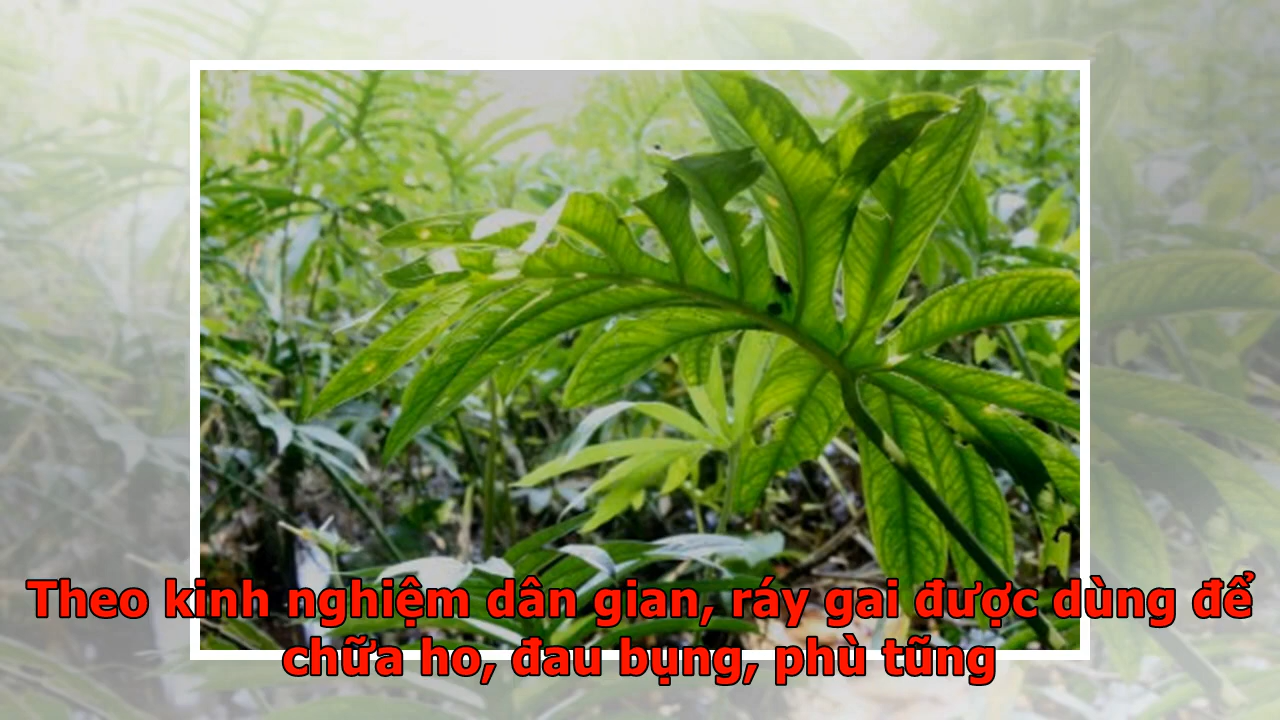 Theo kinh nghiệm dân gian, ráy gai được dùng để
chữa ho, đau bụng, phù tũng